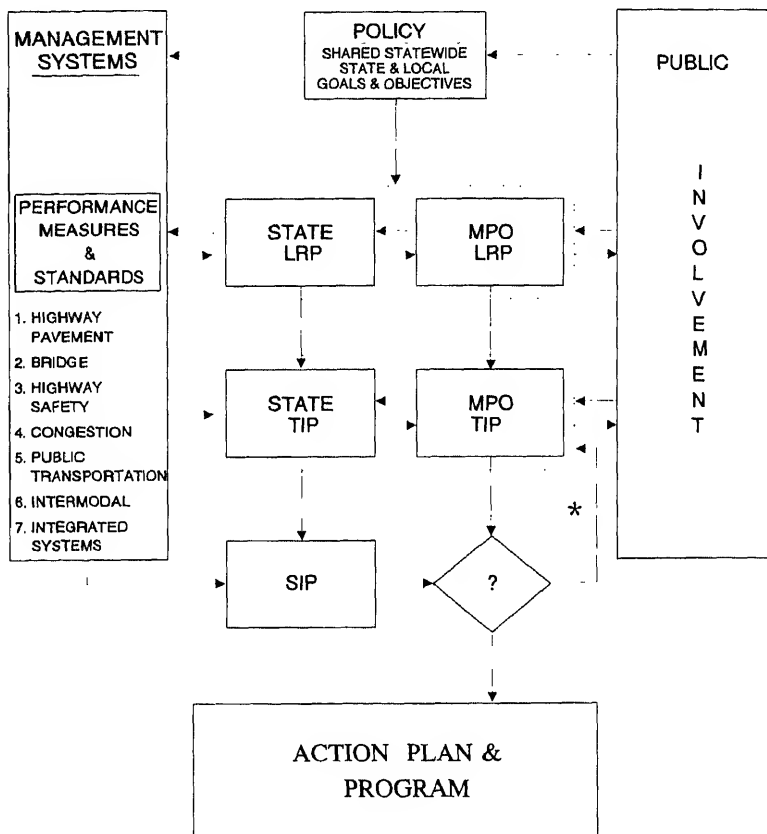 MANAGEMENT
SYSTEMS
PERFORMANCE
MEASURES
&
STANDARDS
1. HIGHWAY
PAVEMENT
2. BRIDGE
3. HIGHWAY
SAFETY
4. CONGESTION
5. PUBLIC
TRANSPORTATION
6. INTERMODAL
7. INTEGRATED
SYSTEMS
POLICY
SHARED STATEWIDE
STATE & LOCAL
GOALS & OBJECTIVES
STATE
LRP
MPO
LRP
STATE
TIP
MPO
TIP
SIP
?
*
PUBLIC
INVOLVEMENT
ACTION PLAN &
PROGRAM